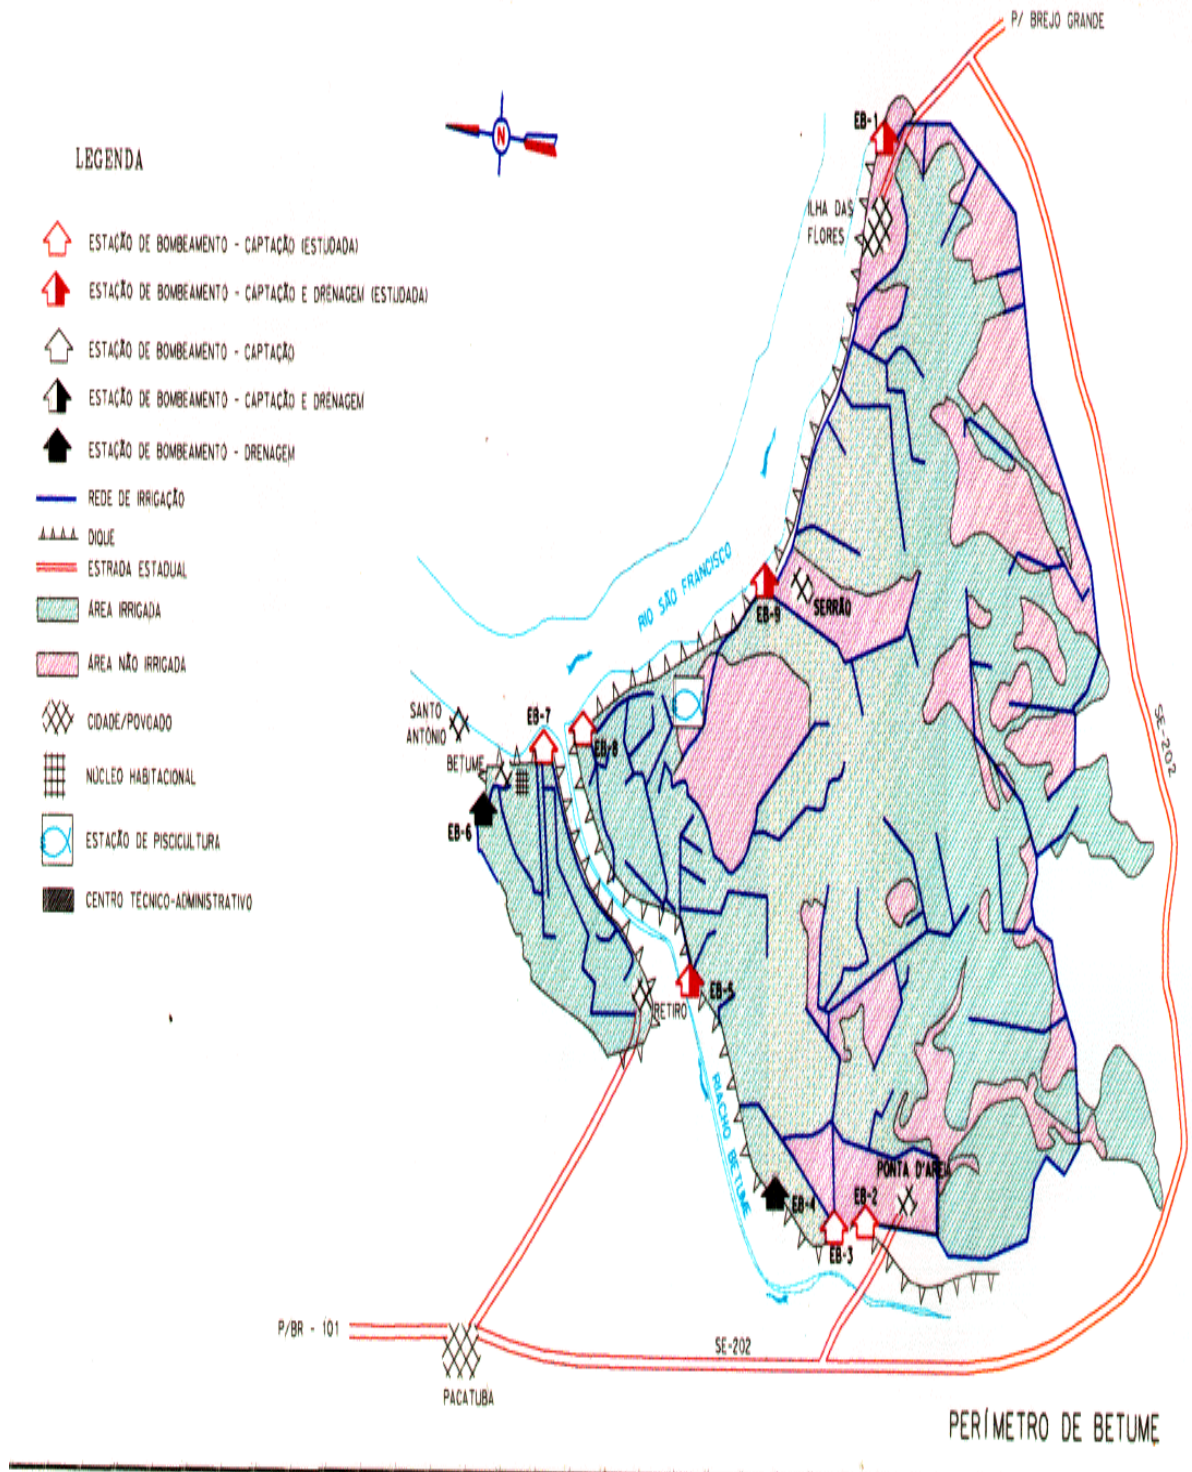 P/ BREJO GRANDE
EB-1
N
LEGENDA
ILHA DAS
FLORES
ESTAÇÃO DE BOMBEAMENTO - CAPTAÇÃO (ESTUDADA)
ESTAÇÃO DE BOMBEAMENTO - CAPTAÇÃO E DRENAGEM (ESTUDADA)
ESTAÇÃO DE BOMBEAMENTO - CAPTAÇÃO
ESTAÇÃO DE BOMBEAMENTO - CAPTAÇÃO E DRENAGEM
ESTAÇÃO DE BOMBEAMENTO - DRENAGEM
REDE DE IRRIGAÇÃO
DIQUE
ESTRADA ESTADUAL
ÁREA IRRIGADA
ÁREA NÃO IRRIGADA
CIDADE/POVOADO
NÚCLEO HABITACIONAL
ESTAÇÃO DE PISCICULTURA
CENTRO TÉCNICO-ADMINISTRATIVO
RIO SÃO FRANCISCO
SERRÃO
EB-9
SANTO
ANTÔNIO
EB-7
EB-8
BETUME
EB-6
SE-202
EB-5
RETIRO
RIACHO BETUME
PONTA D'AREIA
EB-4
EB-2
EB-3
P/BR - 101
SE-202
PACATUBA
PERÍMETRO DE BETUME